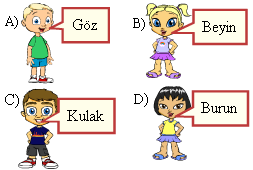 A) Göz
B) Beyin
C) Kulak
D) Burun